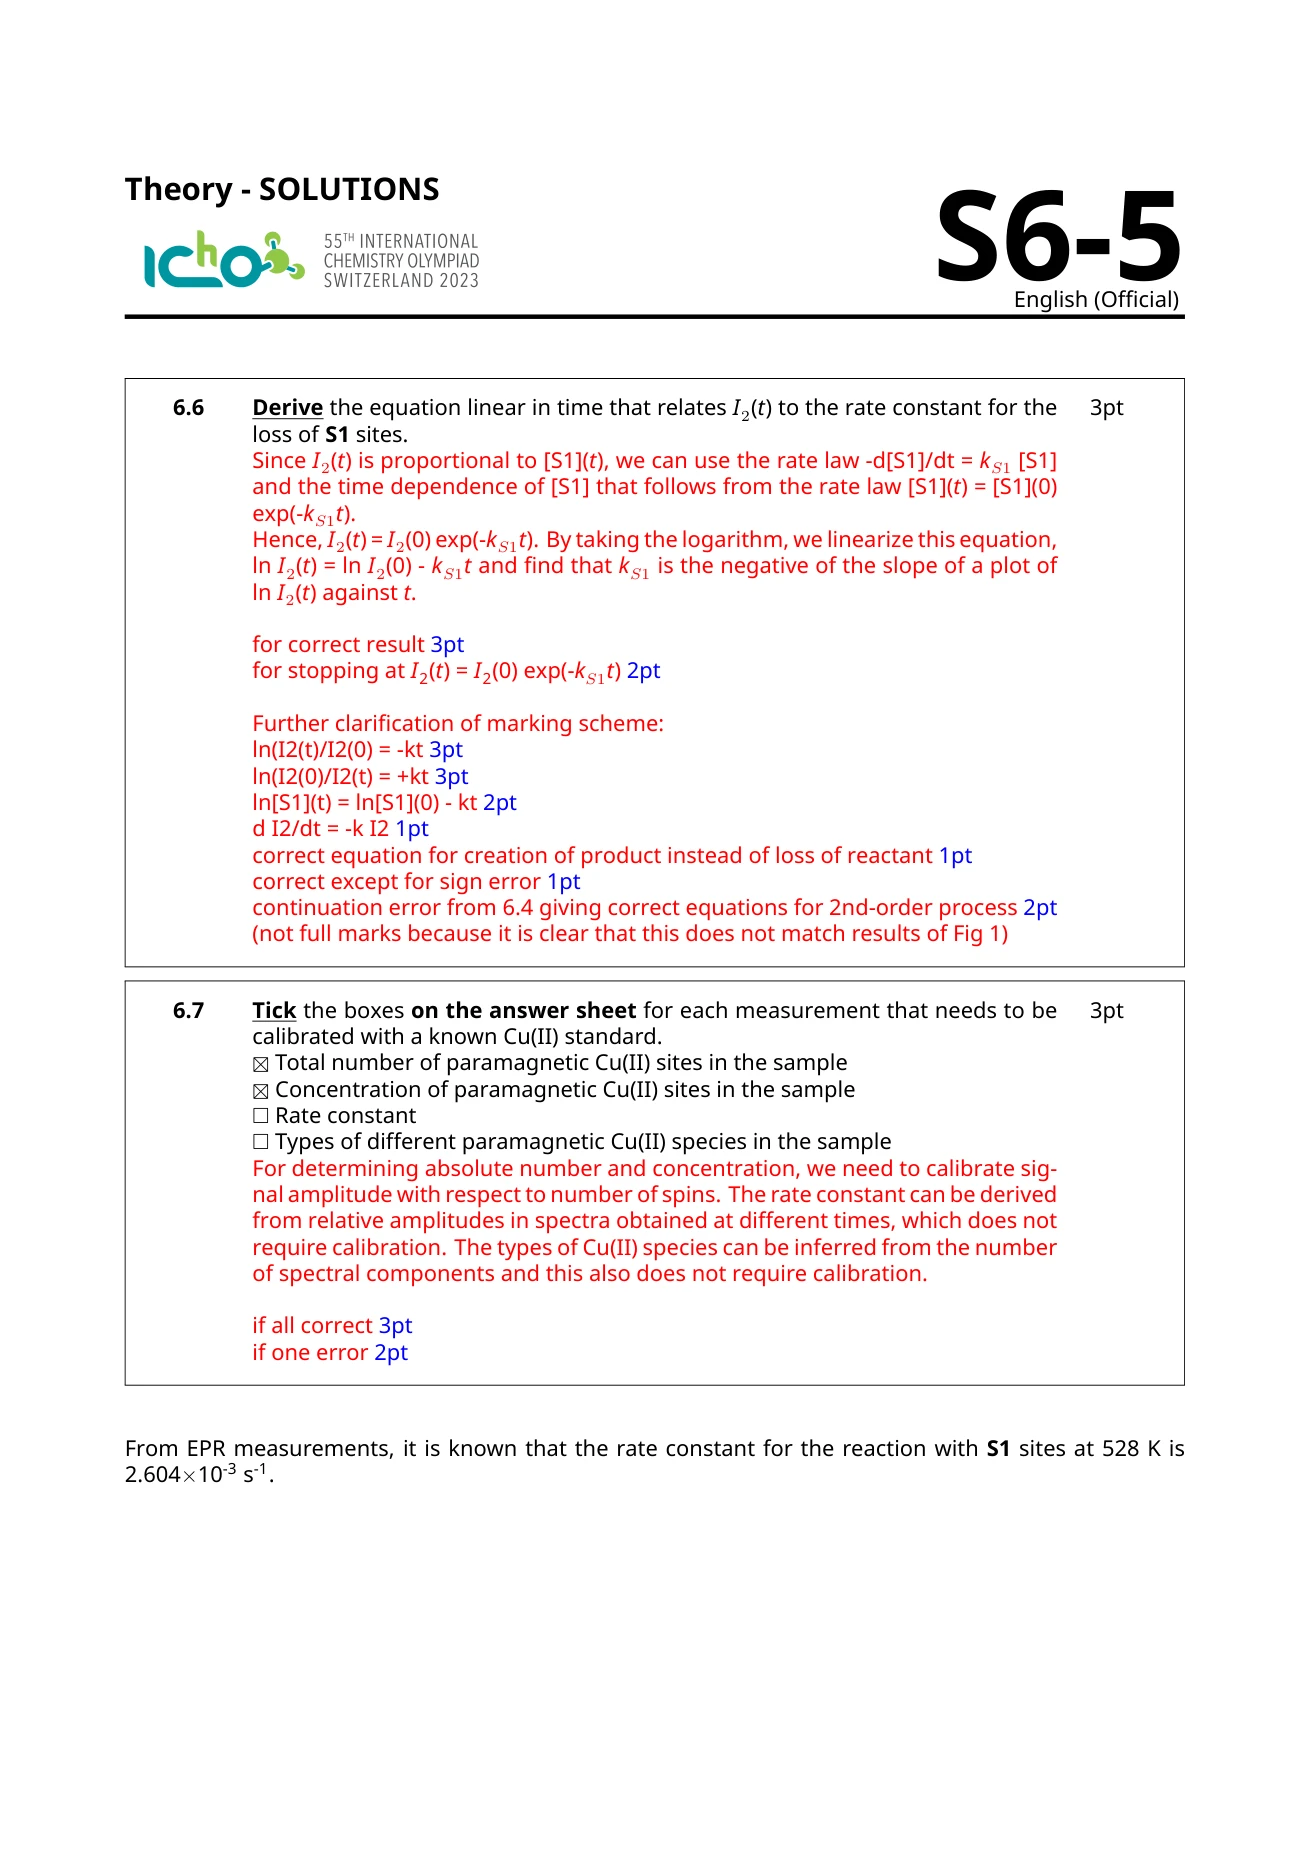 Theory - SOLUTIONS
IChO
55TH INTERNATIONAL
CHEMISTRY OLYMPIAD
SWITZERLAND 2023
S6-5
English (Official)
6.6 Derive the equation linear in time that relates I₂(t) to the rate constant for the 3pt
loss of S1 sites.
Since I₂(t) is proportional to [S1](t), we can use the rate law -d[S1]/dt = k_S1 [S1]
and the time dependence of [S1] that follows from the rate law [S1](t) = [S1](0)
exp(-k_S1t).
Hence, I₂(t) = I₂(0) exp(-k_S1t). By taking the logarithm, we linearize this equation,
ln I₂(t) = ln I₂(0) - k_S1t and find that k_S1 is the negative of the slope of a plot of
ln I₂(t) against t.
for correct result 3pt
for stopping at I₂(t) = I₂(0) exp(-k_S1t) 2pt
Further clarification of marking scheme:
ln(I2(t)/I2(0) = -kt 3pt
ln(I2(0)/I2(t) = +kt 3pt
ln[S1](t) = ln[S1](0) - kt 2pt
d I2/dt = -k I2 1pt
correct equation for creation of product instead of loss of reactant 1pt
correct except for sign error 1pt
continuation error from 6.4 giving correct equations for 2nd-order process 2pt
(not full marks because it is clear that this does not match results of Fig 1)
6.7 Tick the boxes on the answer sheet for each measurement that needs to be 3pt
calibrated with a known Cu(II) standard.
☒ Total number of paramagnetic Cu(II) sites in the sample
☒ Concentration of paramagnetic Cu(II) sites in the sample
☐ Rate constant
☐ Types of different paramagnetic Cu(II) species in the sample
For determining absolute number and concentration, we need to calibrate sig-
nal amplitude with respect to number of spins. The rate constant can be derived
from relative amplitudes in spectra obtained at different times, which does not
require calibration. The types of Cu(II) species can be inferred from the number
of spectral components and this also does not require calibration.
if all correct 3pt
if one error 2pt
From EPR measurements, it is known that the rate constant for the reaction with S1 sites at 528 K is
2.604×10⁻³ s⁻¹.